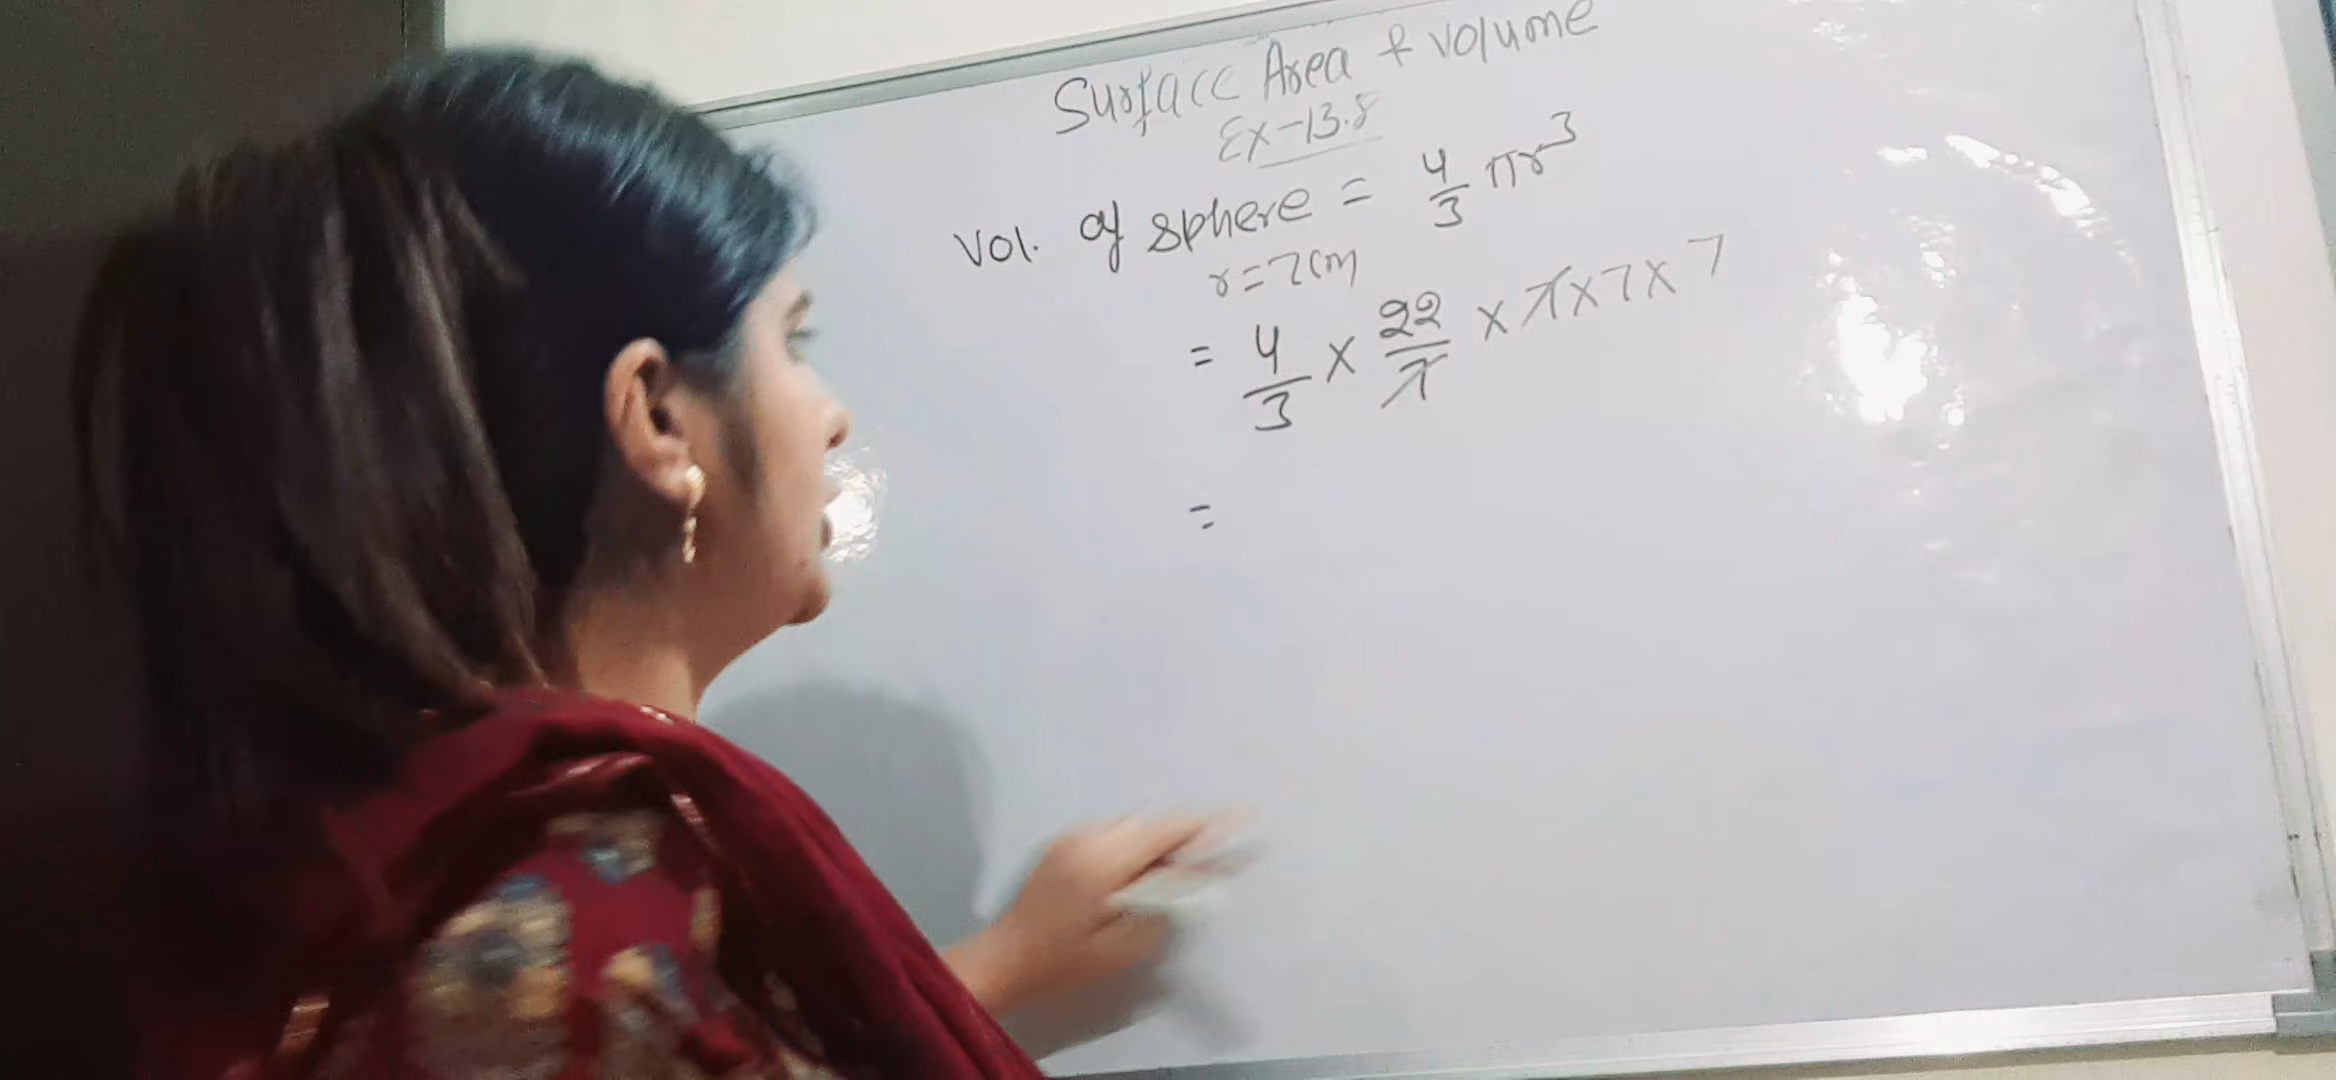 Surface Area & Volume
Ex-13.8
Vol. of sphere = 4/3 πr³
r=7cm
= 4/3 × 22/7 × 7×7×7
=